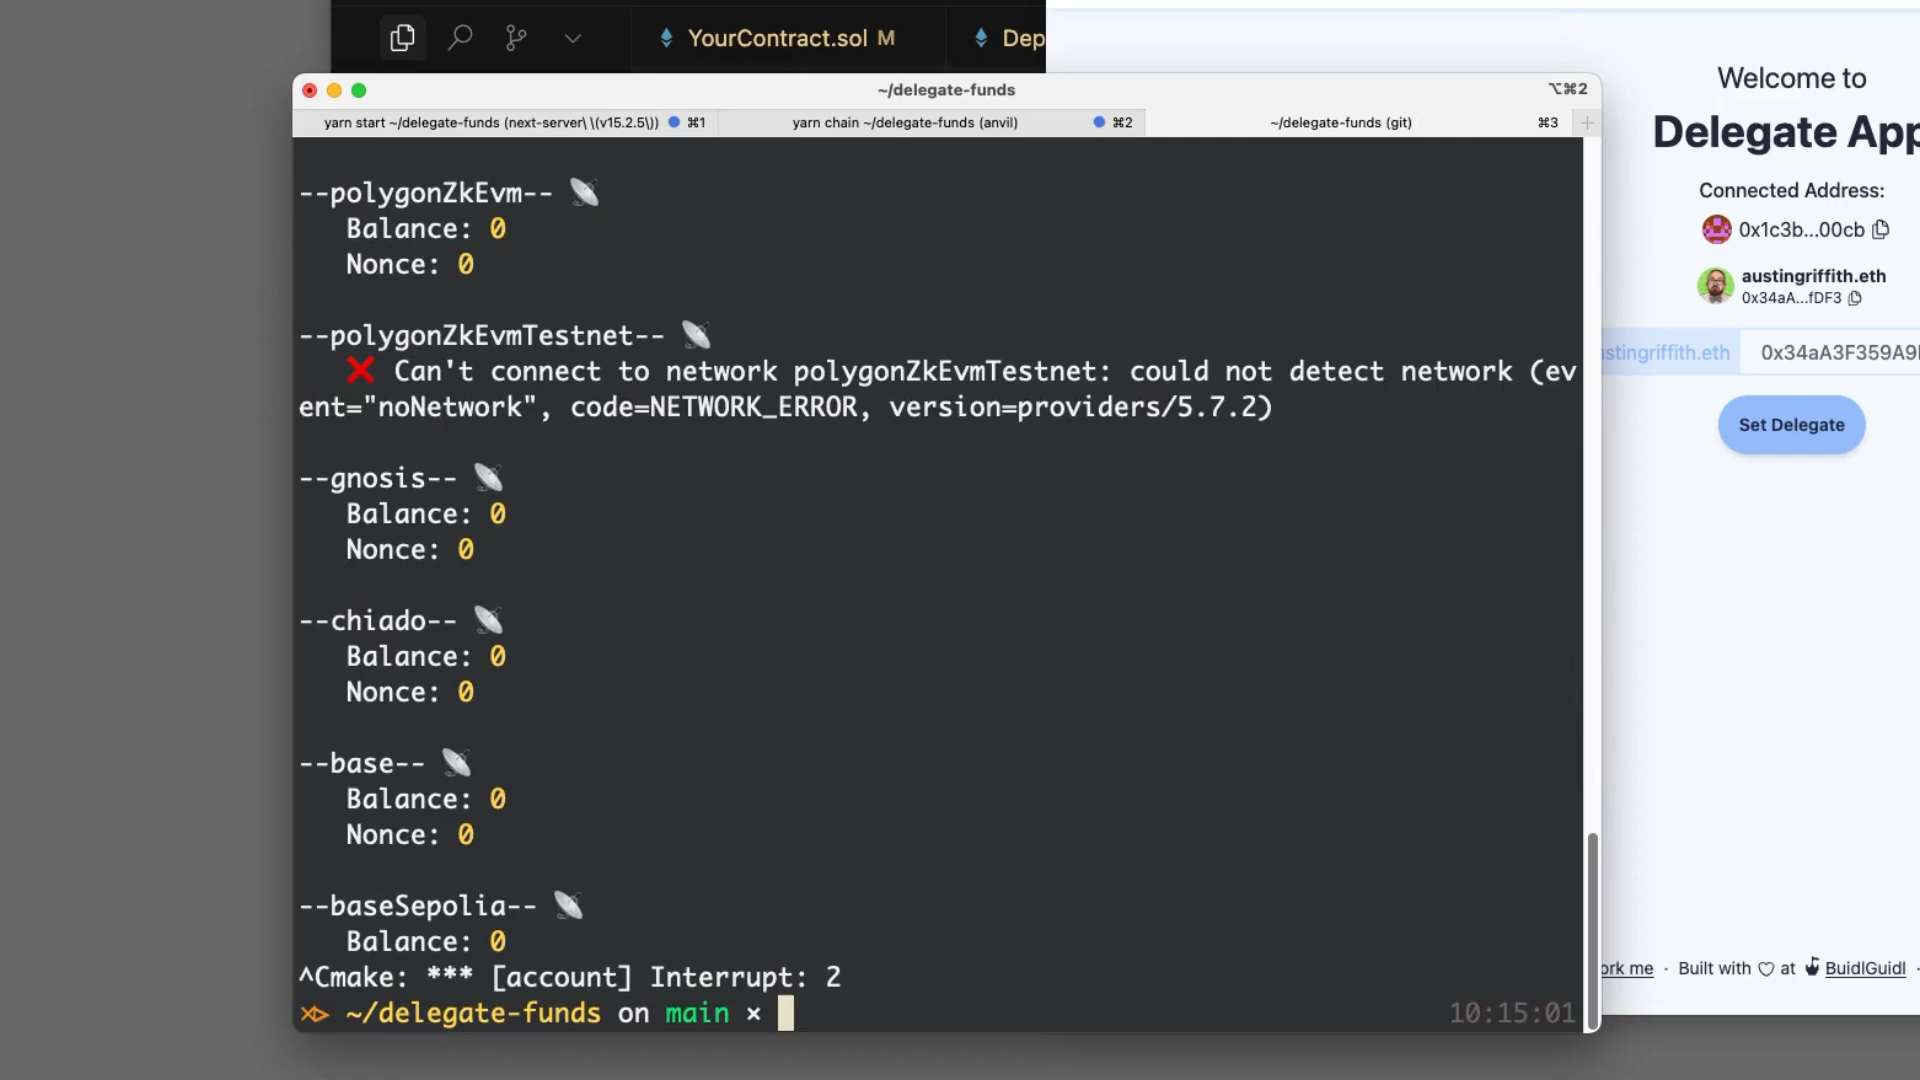 YourContract.sol M
Dep
~/delegate-funds
⌥⌘2
yarn start ~/delegate-funds (next-server\ \(v15.2.5\)) ⌘1
yarn chain ~/delegate-funds (anvil) ⌘2
~/delegate-funds (git) ⌘3
--polygonZkEvm-- 📡
Balance: 0
Nonce: 0
--polygonZkEvmTestnet-- 📡
❌ Can't connect to network polygonZkEvmTestnet: could not detect network (ev
ent="noNetwork", code=NETWORK_ERROR, version=providers/5.7.2)
--gnosis-- 📡
Balance: 0
Nonce: 0
--chiado-- 📡
Balance: 0
Nonce: 0
--base-- 📡
Balance: 0
Nonce: 0
--baseSepolia-- 📡
Balance: 0
^Cmake: *** [account] Interrupt: 2
~/delegate-funds on main ×
10:15:01
Welcome to
Delegate App
Connected Address:
0x1c3b...00cb
austingriffith.eth
0x34aA...fDF3
stingriffith.eth 0x34aA3F359A9
Set Delegate
ork me · Built with ♡ at BuidlGuidl ·